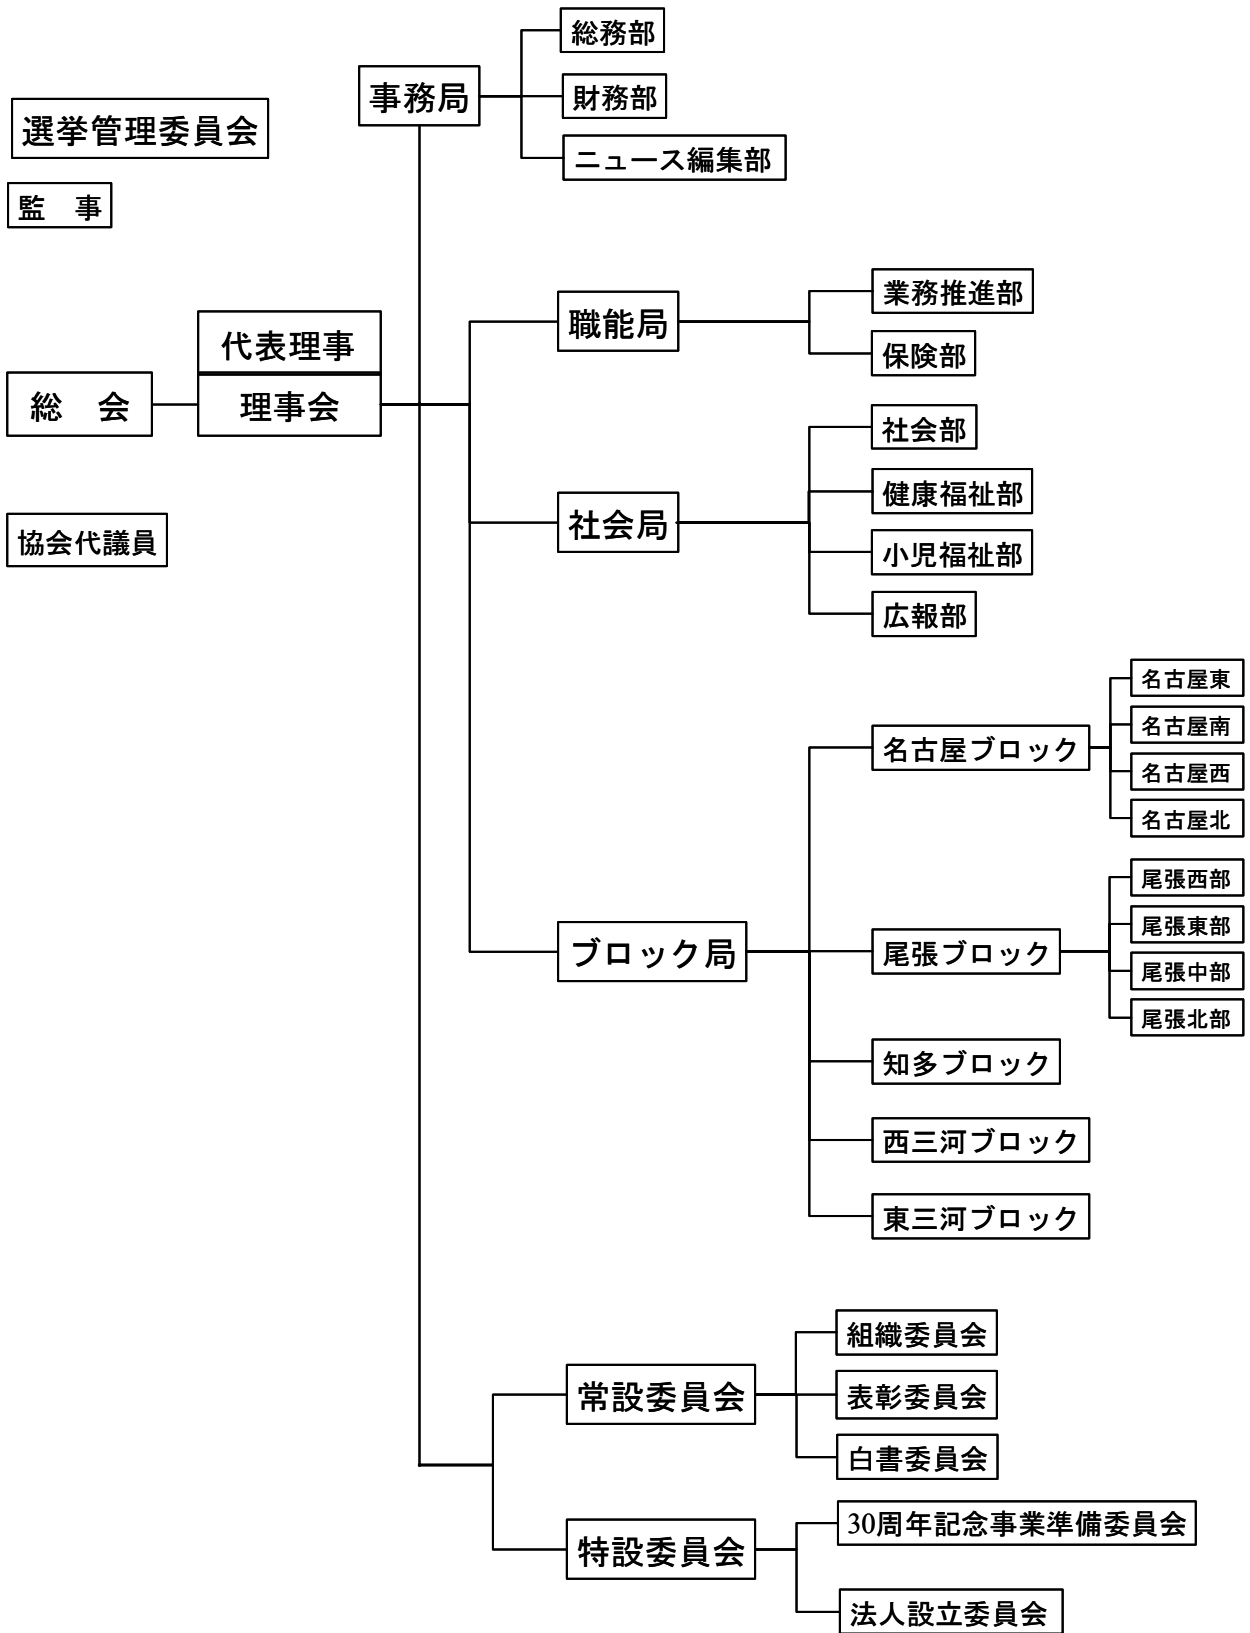 総務部
事務局
財務部
選挙管理委員会
ニュース編集部
監　事
業務推進部
職能局
代表理事
保険部
総　会
理事会
社会部
健康福祉部
社会局
協会代議員
小児福祉部
広報部
名古屋東
名古屋南
名古屋ブロック
名古屋西
名古屋北
尾張西部
尾張東部
ブロック局
尾張ブロック
尾張中部
尾張北部
知多ブロック
西三河ブロック
東三河ブロック
組織委員会
常設委員会
表彰委員会
白書委員会
30周年記念事業準備委員会
特設委員会
法人設立委員会